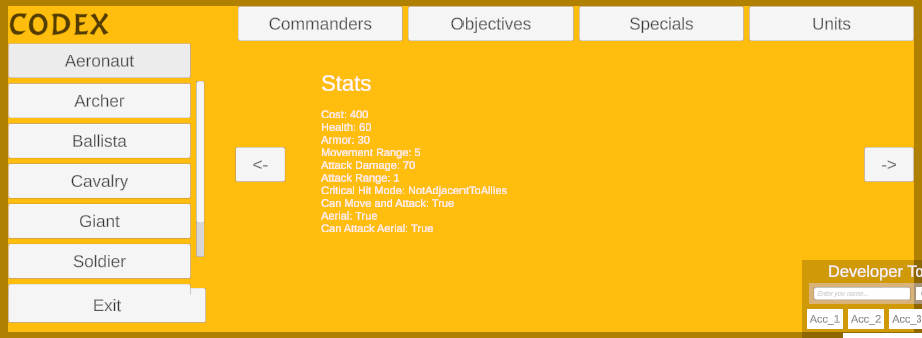 CODEX
Commanders
Objectives
Specials
Units
Aeronaut
Archer
Ballista
Cavalry
Giant
Soldier
Exit
<-
Stats
Cost: 400
Health: 60
Armor: 30
Movement Range: 5
Attack Damage: 70
Attack Range: 1
Critical Hit Mode: NotAdjacentToAllies
Can Move and Attack: True
Aerial: True
Can Attack Aerial: True
->
Developer To
Enter you name...
Acc_1
Acc_2
Acc_3